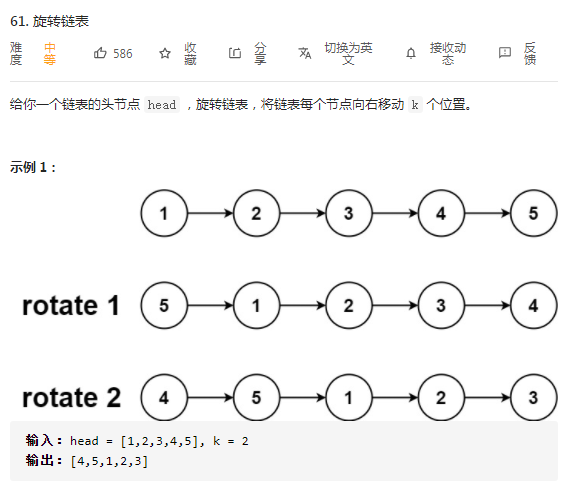 61. 旋转链表
难度 中等 586 收藏 分享 切换为英文 接收动态 反馈
给你一个链表的头节点 head ，旋转链表，将链表每个节点向右移动 k 个位置。
示例 1：
1 2 3 4 5
rotate 1 5 1 2 3 4
rotate 2 4 5 1 2 3
输入：head = [1,2,3,4,5], k = 2
输出：[4,5,1,2,3]